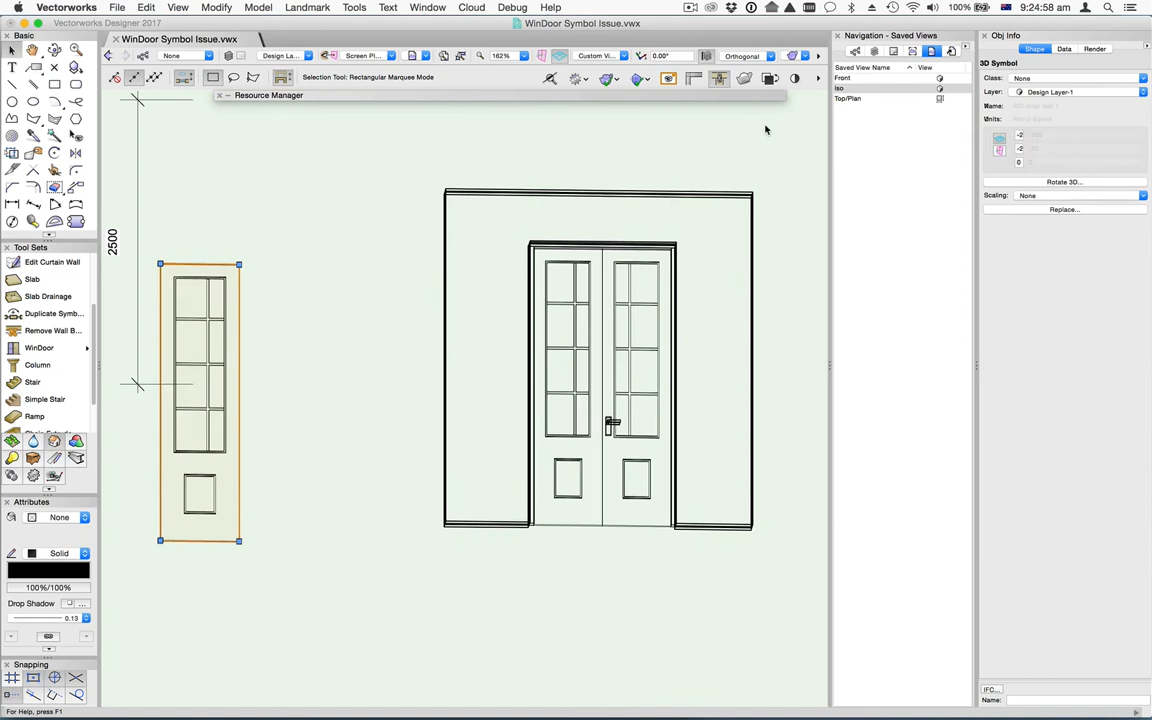 Vectorworks File Edit View Modify Model Landmark Tools Text Window Cloud Debug Help
100% 9:24:58 am
Vectorworks Designer 2017
WinDoor Symbol Issue.vwx
Basic
WinDoor Symbol Issue.vwx
None
Design La...
Screen Pl...
162%
Custom Vi...
0.00°
Orthogonal
Selection Tool: Rectangular Marquee Mode
Resource Manager
2500
Tool Sets
Edit Curtain Wall
Slab
Slab Drainage
Duplicate Symb...
Remove Wall B...
WinDoor
Column
Stair
Simple Stair
Ramp
Attributes
None
Solid
100%/100%
Drop Shadow
...
0.13
Snapping
For Help, press F1
Navigation - Saved Views
Saved View Name View
Front
Iso
Top/Plan
Obj Info
Shape Data Render
3D Symbol
Class: None
Layer: Design Layer-1
Name:
Units:
-2
-2
0
Rotate 3D...
Scaling: None
Replace...
IFC...
Name: